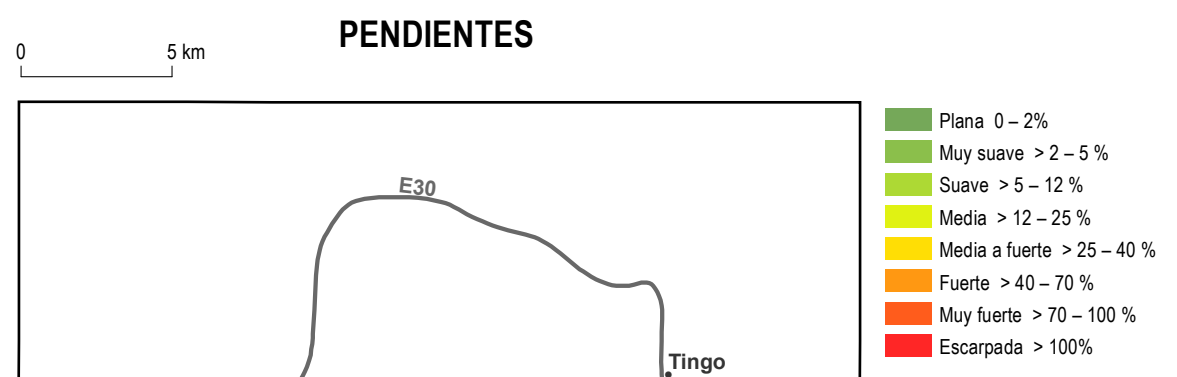 PENDIENTES
0 5 km
E30
Tingo
Plana 0 – 2%
Muy suave > 2 – 5 %
Suave > 5 – 12 %
Media > 12 – 25 %
Media a fuerte > 25 – 40 %
Fuerte > 40 – 70 %
Muy fuerte > 70 – 100 %
Escarpada > 100%